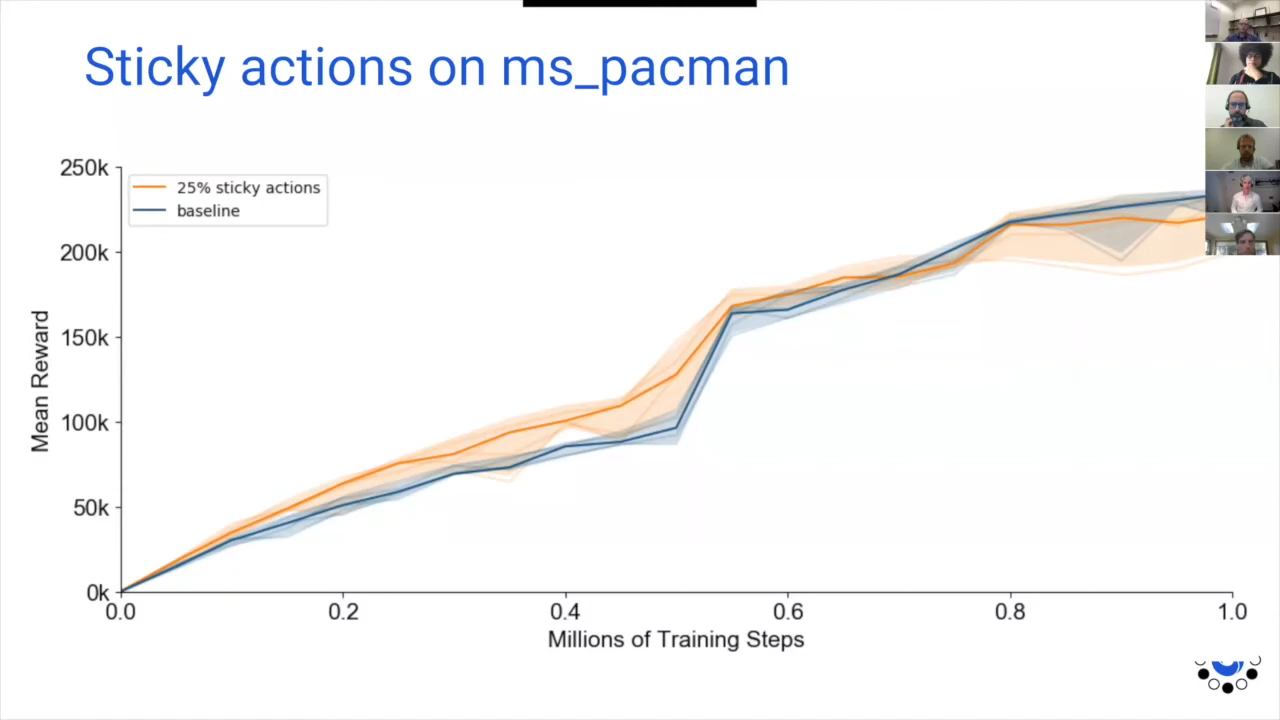 Sticky actions on ms_pacman
250k
200k
150k
100k
50k
0k
Mean Reward
25% sticky actions
baseline
0.0 0.2 0.4 0.6 0.8 1.0
Millions of Training Steps